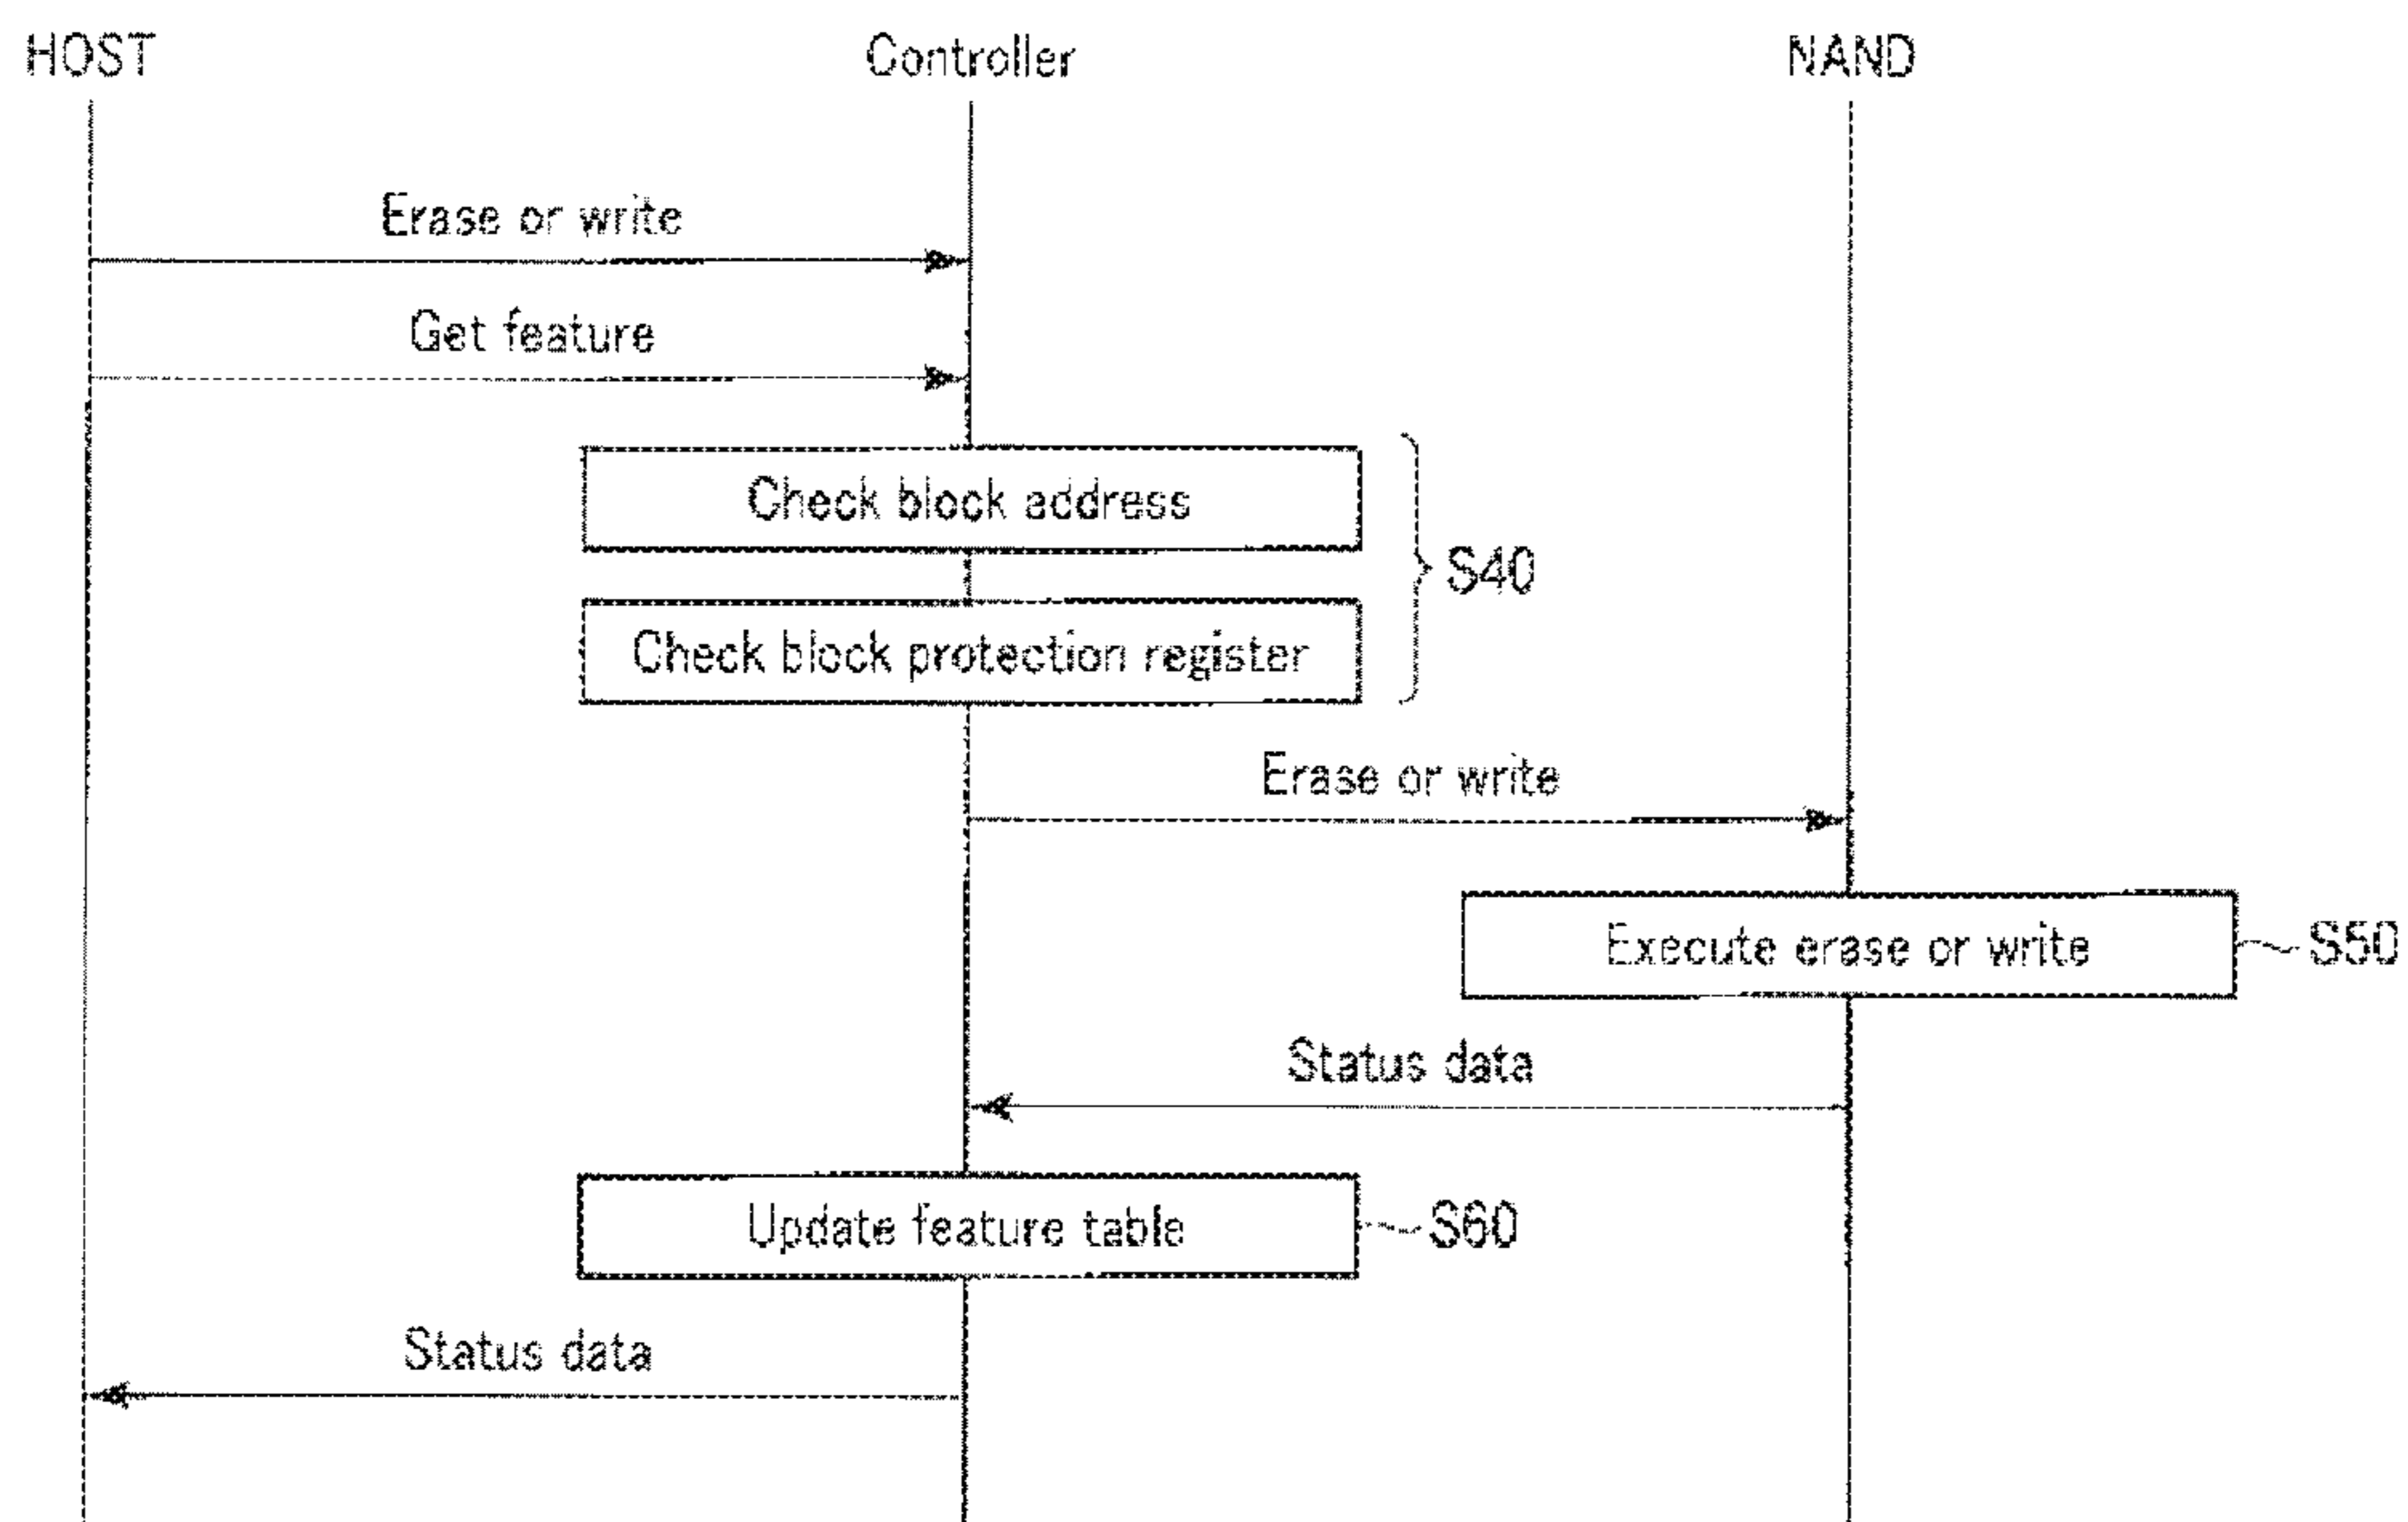 HOST
Controller
NAND
Erase or write
Get feature
Check block address
S40
Check block protection register
Erase or write
Execute erase or write
S50
Status data
Update feature table
S60
Status data